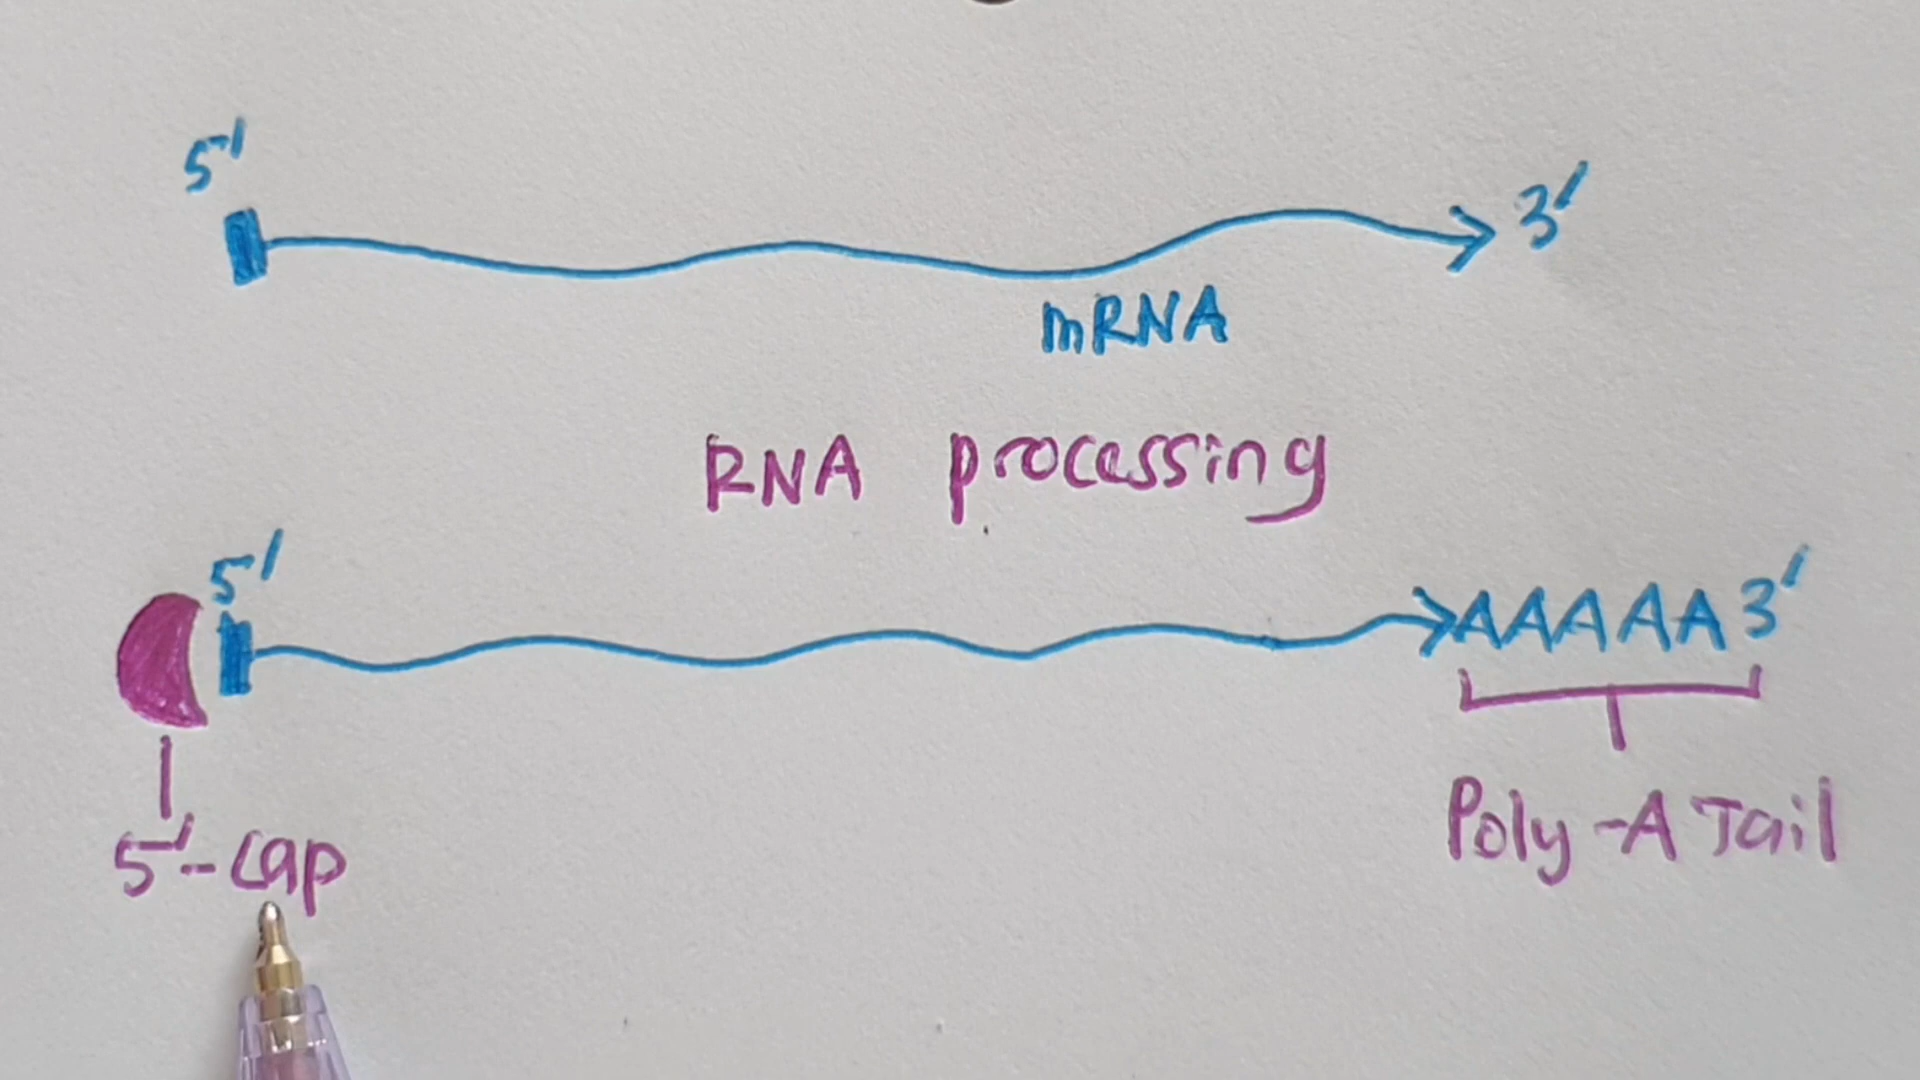 5' 3'
mRNA
RNA processing
5' AAAAA 3'
5'-cap
Poly-A Tail